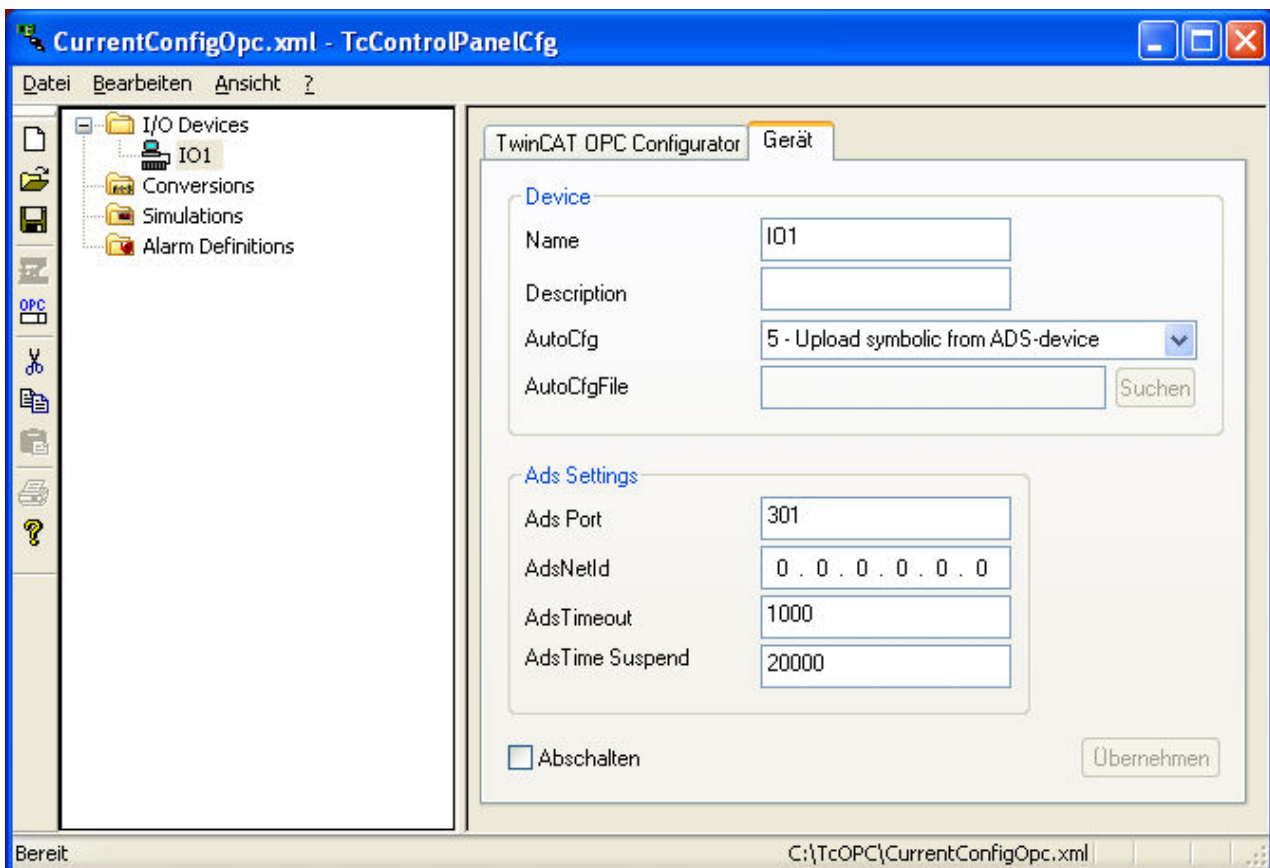 CurrentConfigOpc.xml - TcControlPanelCfg
Datei Bearbeiten Ansicht ?
I/O Devices
IO1
Conversions
Simulations
Alarm Definitions
OPC
TwinCAT OPC Configurator Gerät
Device
Name IO1
Description
AutoCfg 5 - Upload symbolic from ADS-device
AutoCfgFile Suchen
Ads Settings
Ads Port 301
AdsNetId 0 . 0 . 0 . 0 . 0 . 0
AdsTimeout 1000
AdsTime Suspend 20000
Abschalten Übernehmen
Bereit C:\TcOPC\CurrentConfigOpc.xml